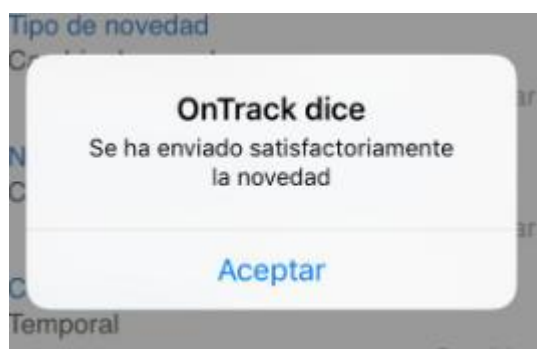 Tipo de novedad
OnTrack dice
Se ha enviado satisfactoriamente
la novedad
Aceptar
Temporal